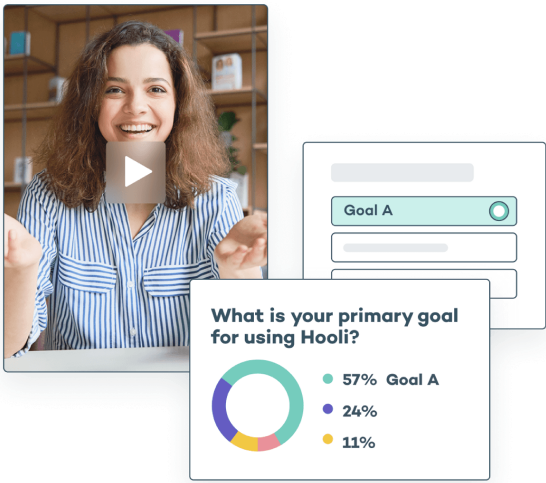 Goal A
What is your primary goal
for using Hooli?
57% Goal A
24%
11%